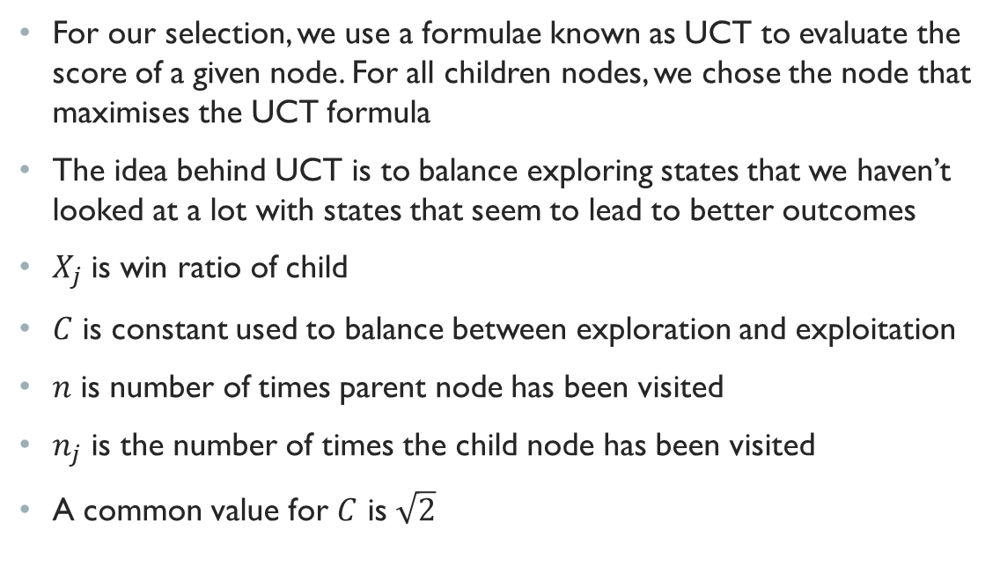 • For our selection, we use a formulae known as UCT to evaluate the
score of a given node. For all children nodes, we chose the node that
maximises the UCT formula
• The idea behind UCT is to balance exploring states that we haven’t
looked at a lot with states that seem to lead to better outcomes
• X_j is win ratio of child
• C is constant used to balance between exploration and exploitation
• n is number of times parent node has been visited
• n_j is the number of times the child node has been visited
• A common value for C is √2